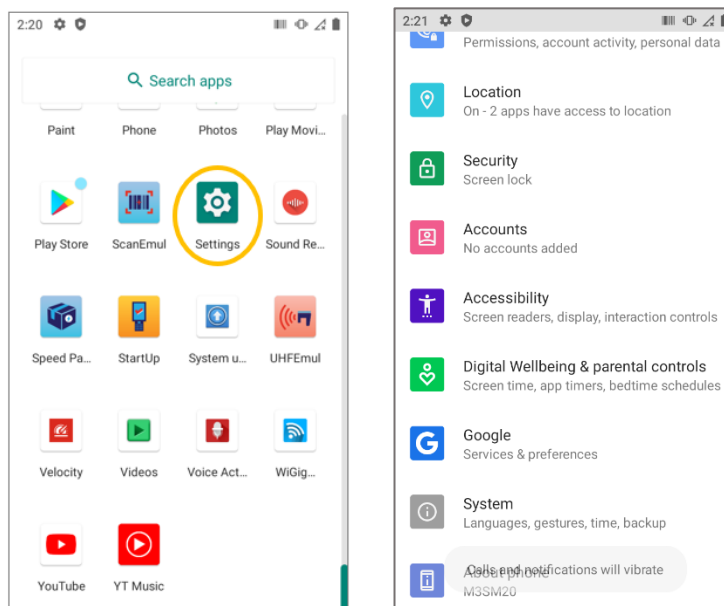 2:20
Search apps
Paint Phone Photos Play Movi...
Play Store ScanEmul Settings Sound Re...
Speed Pa... StartUp System u... UHFEmul
Velocity Videos Voice Act... WiGig...
YouTube YT Music
2:21
Permissions, account activity, personal data
Location
On - 2 apps have access to location
Security
Screen lock
Accounts
No accounts added
Accessibility
Screen readers, display, interaction controls
Digital Wellbeing & parental controls
Screen time, app timers, bedtime schedules
Google
Services & preferences
System
Languages, gestures, time, backup
About phone
Calls and notifications will vibrate
M3SM20